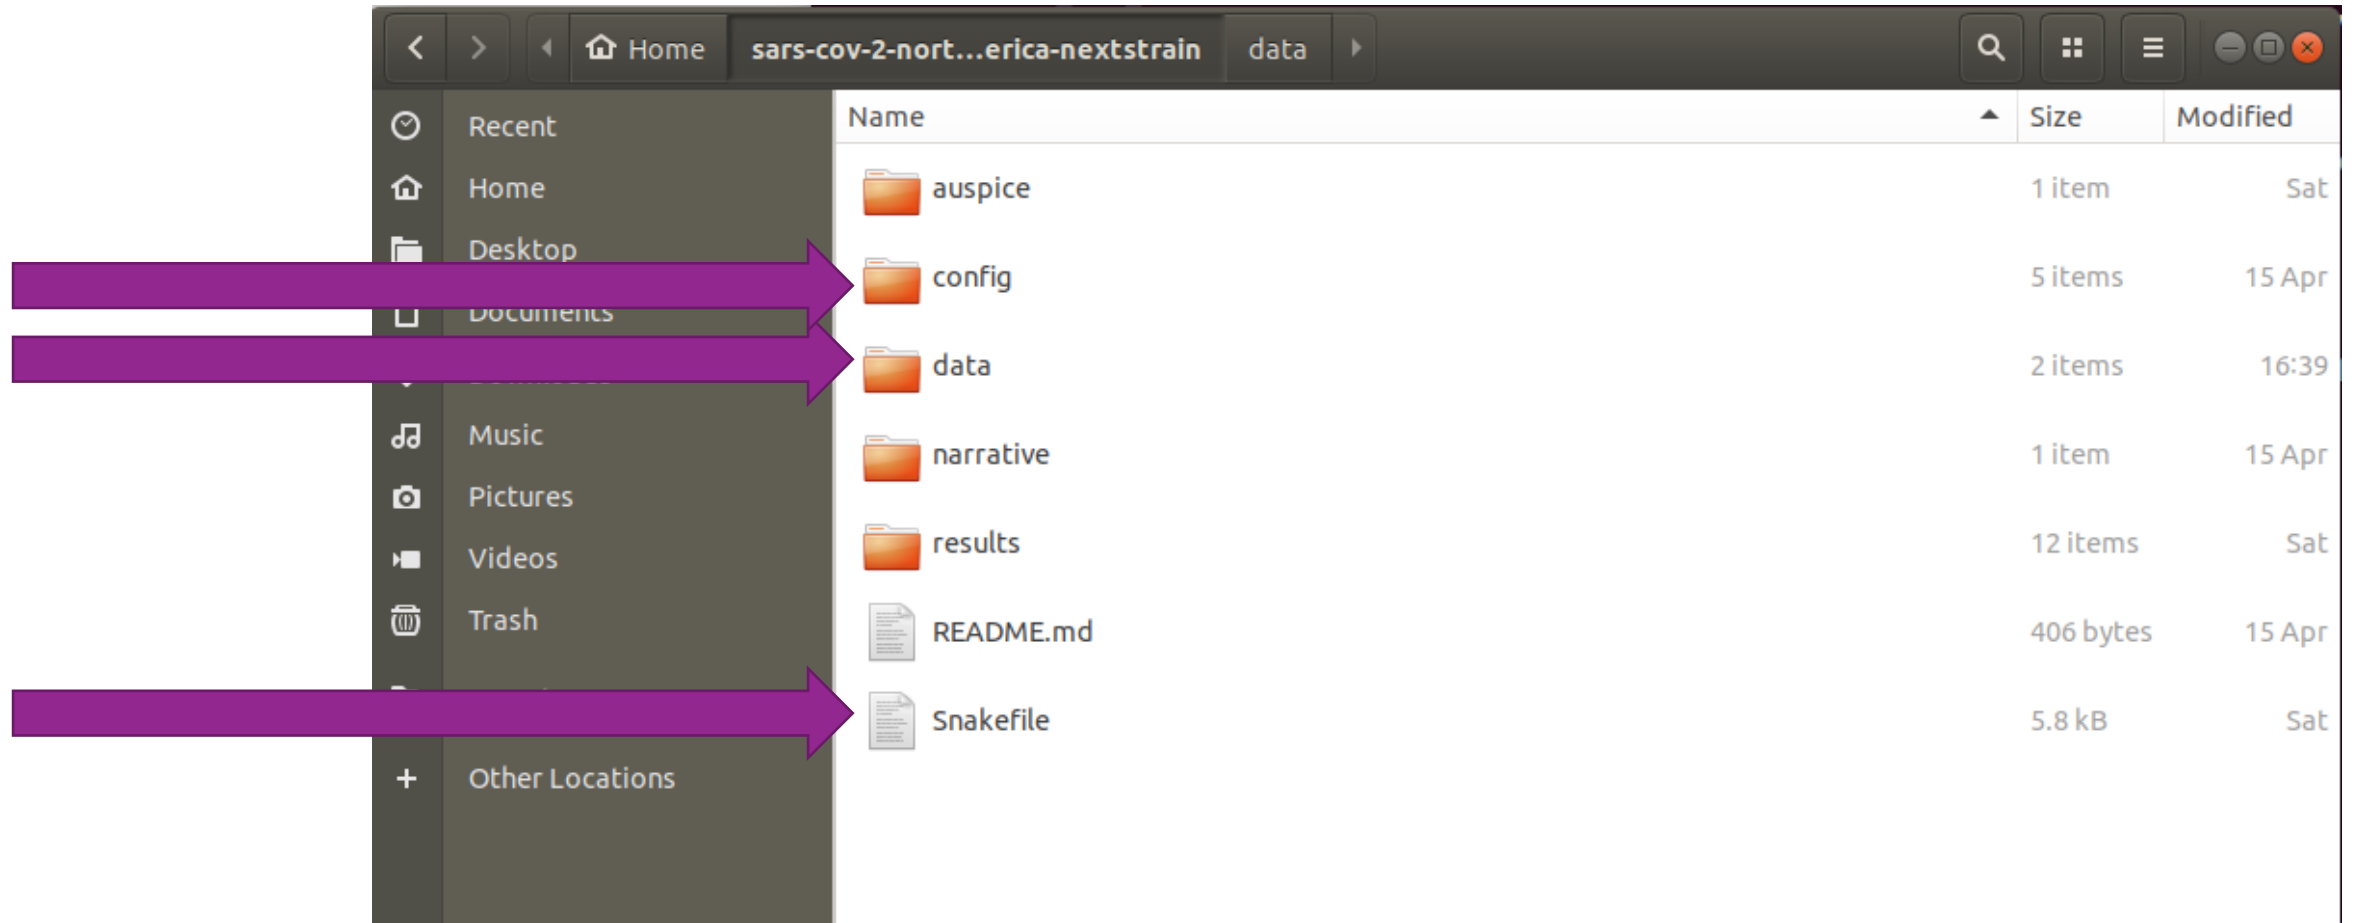 Home sars-cov-2-nort...erica-nextstrain data
Name Size Modified
Recent
Home
Desktop
Documents
Music
Pictures
Videos
Trash
Other Locations
auspice 1 item Sat
config 5 items 15 Apr
data 2 items 16:39
narrative 1 item 15 Apr
results 12 items Sat
README.md 406 bytes 15 Apr
Snakefile 5.8 kB Sat